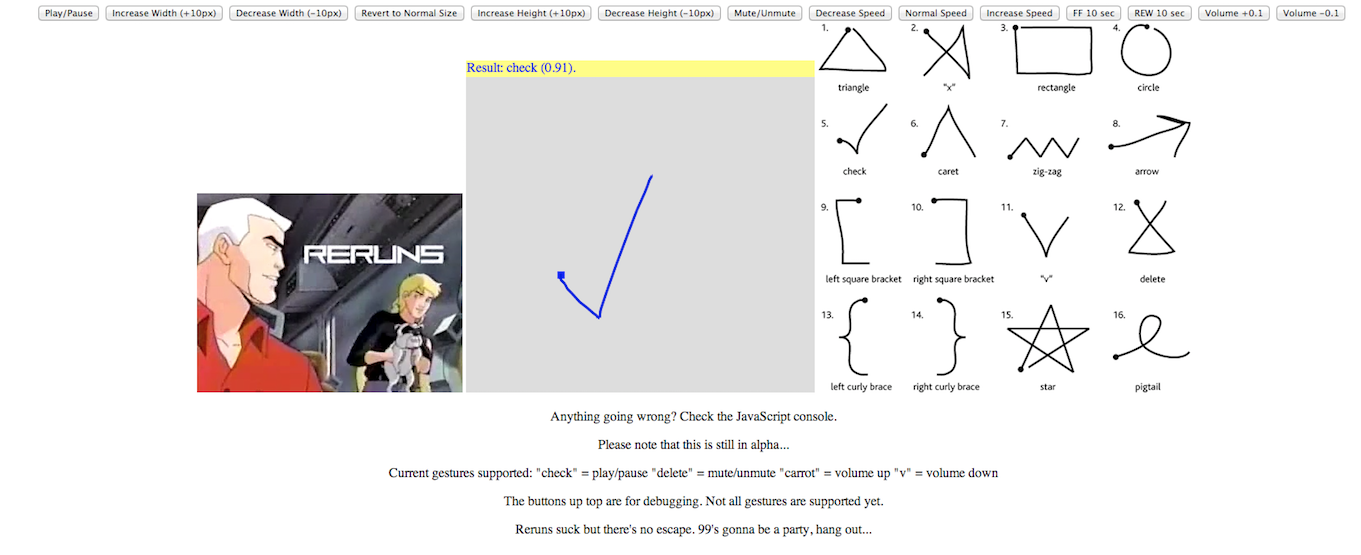 Play/Pause Increase Width (+10px) Decrease Width (−10px) Revert to Normal Size Increase Height (+10px) Decrease Height (−10px) Mute/Unmute Decrease Speed Normal Speed Increase Speed FF 10 sec REW 10 sec Volume +0.1 Volume −0.1
Result: check (0.91).
RERUNS
1. 2. 3. 4.
triangle "x" rectangle circle
5. 6. 7. 8.
check caret zig-zag arrow
9. 10. 11. 12.
left square bracket right square bracket "v" delete
13. 14. 15. 16.
left curly brace right curly brace star pigtail
Anything going wrong? Check the JavaScript console.
Please note that this is still in alpha...
Current gestures supported: "check" = play/pause "delete" = mute/unmute "carrot" = volume up "v" = volume down
The buttons up top are for debugging. Not all gestures are supported yet.
Reruns suck but there's no escape. 99's gonna be a party, hang out...